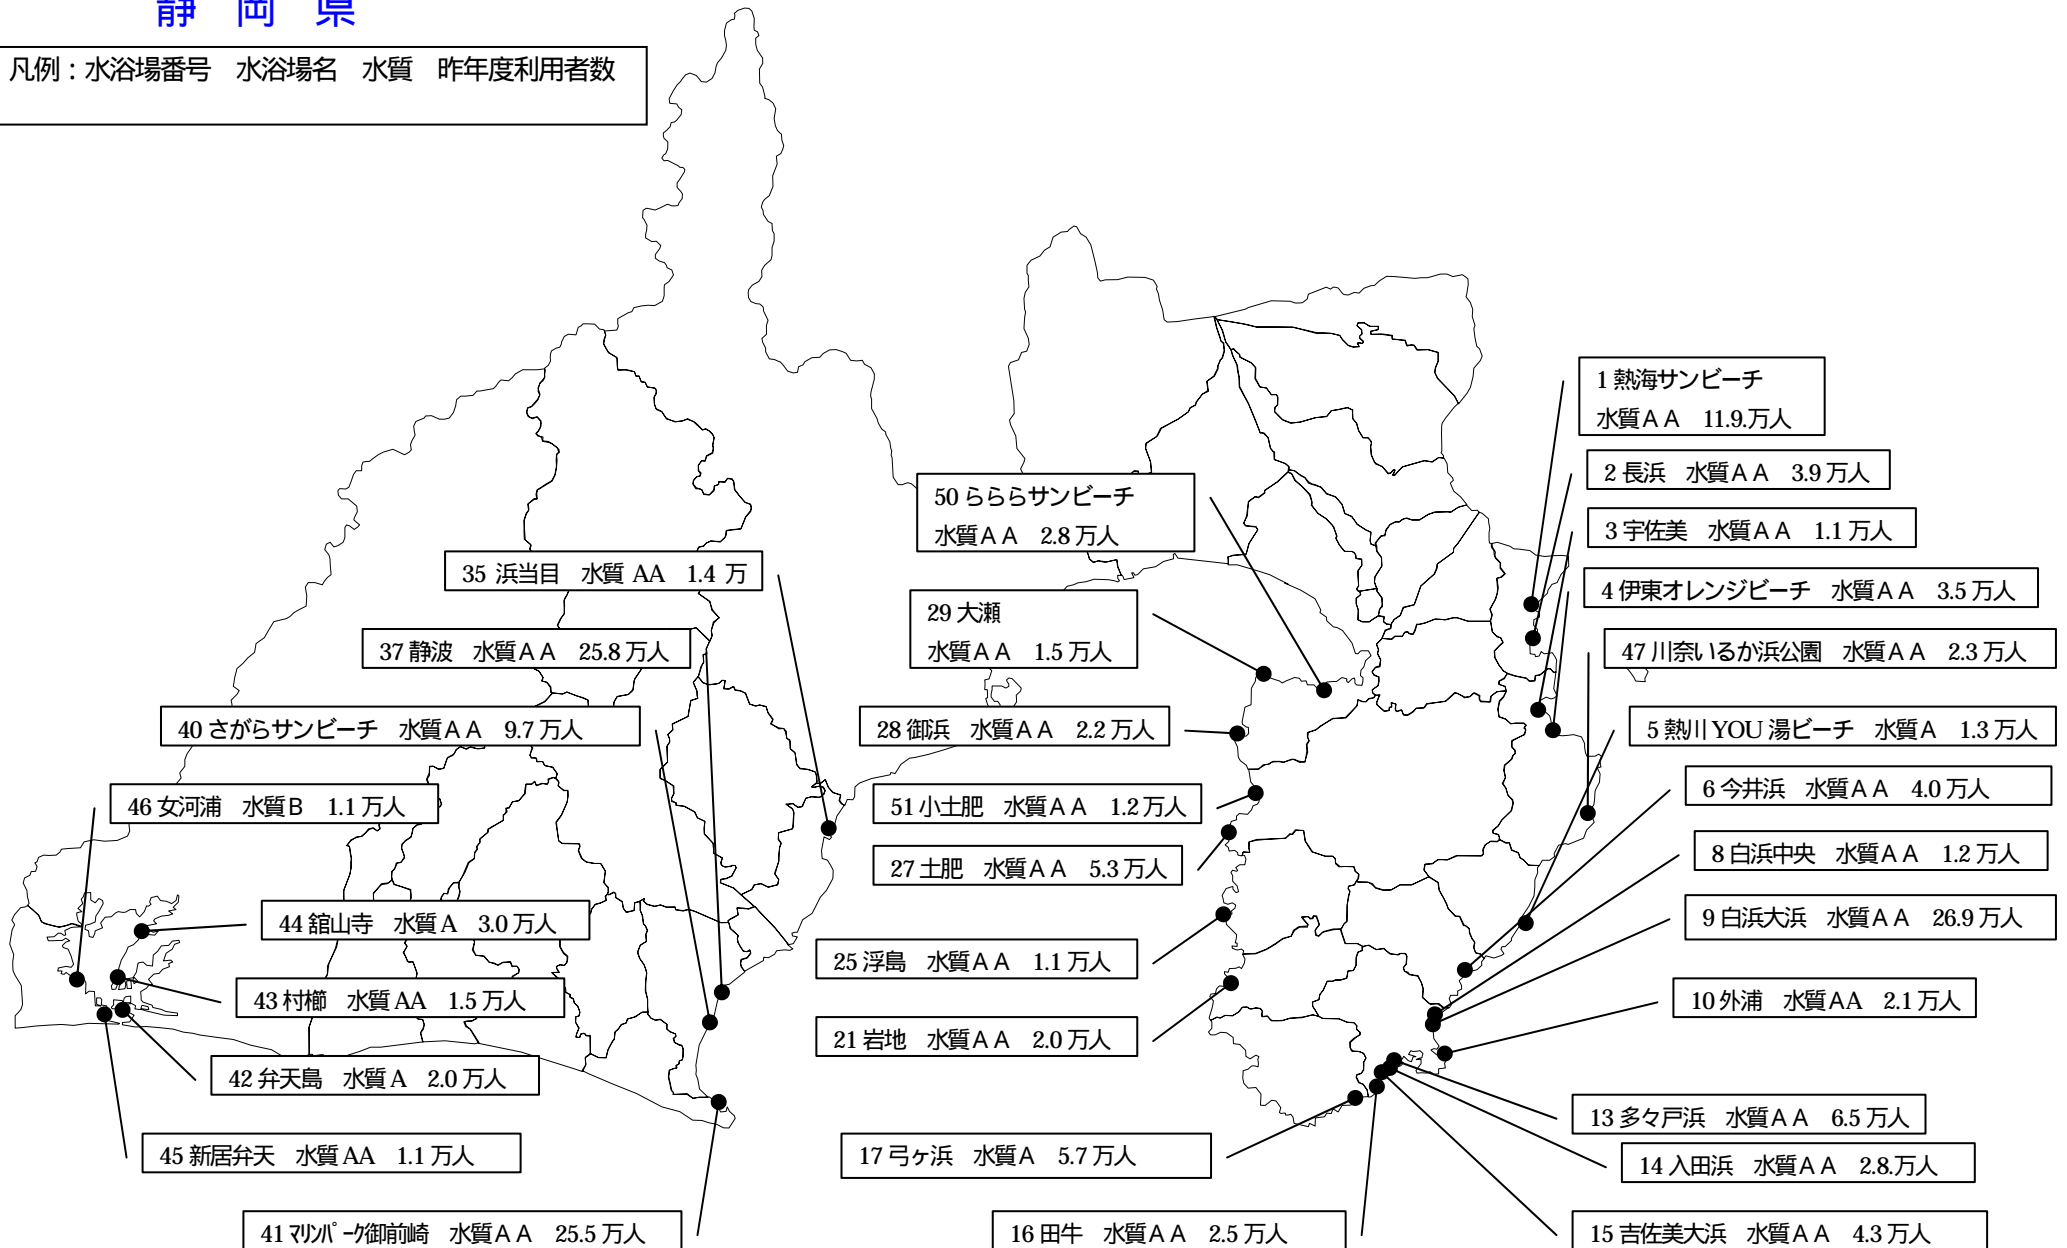 静 岡 県
凡例：水浴場番号 水浴場名 水質 昨年度利用者数
1 熱海サンビーチ
水質ＡＡ 11.9.万人
2 長浜 水質ＡＡ 3.9 万人
50 らららサンビーチ
水質ＡＡ 2.8 万人
3 宇佐美 水質ＡＡ 1.1 万人
35 浜当目 水質 AA 1.4 万
4 伊東オレンジビーチ 水質ＡＡ 3.5 万人
29 大瀬
水質ＡＡ 1.5 万人
37 静波 水質ＡＡ 25.8 万人
47 川奈いるか浜公園 水質ＡＡ 2.3 万人
40 さがらサンビーチ 水質ＡＡ 9.7 万人
28 御浜 水質ＡＡ 2.2 万人
5 熱川 YOU 湯ビーチ 水質Ａ 1.3 万人
6 今井浜 水質ＡＡ 4.0 万人
46 女河浦 水質Ｂ 1.1 万人
51 小土肥 水質ＡＡ 1.2 万人
8 白浜中央 水質ＡＡ 1.2 万人
27 土肥 水質ＡＡ 5.3 万人
44 舘山寺 水質Ａ 3.0 万人
9 白浜大浜 水質ＡＡ 26.9 万人
25 浮島 水質ＡＡ 1.1 万人
43 村櫛 水質 AA 1.5 万人
10 外浦 水質ＡＡ 2.1 万人
21 岩地 水質ＡＡ 2.0 万人
42 弁天島 水質Ａ 2.0 万人
13 多々戸浜 水質ＡＡ 6.5 万人
45 新居弁天 水質 AA 1.1 万人
17 弓ヶ浜 水質Ａ 5.7 万人
14 入田浜 水質ＡＡ 2.8.万人
41 ﾏﾘﾝﾊﾟｰｸ御前崎 水質ＡＡ 25.5 万人
16 田牛 水質ＡＡ 2.5 万人
15 吉佐美大浜 水質ＡＡ 4.3 万人